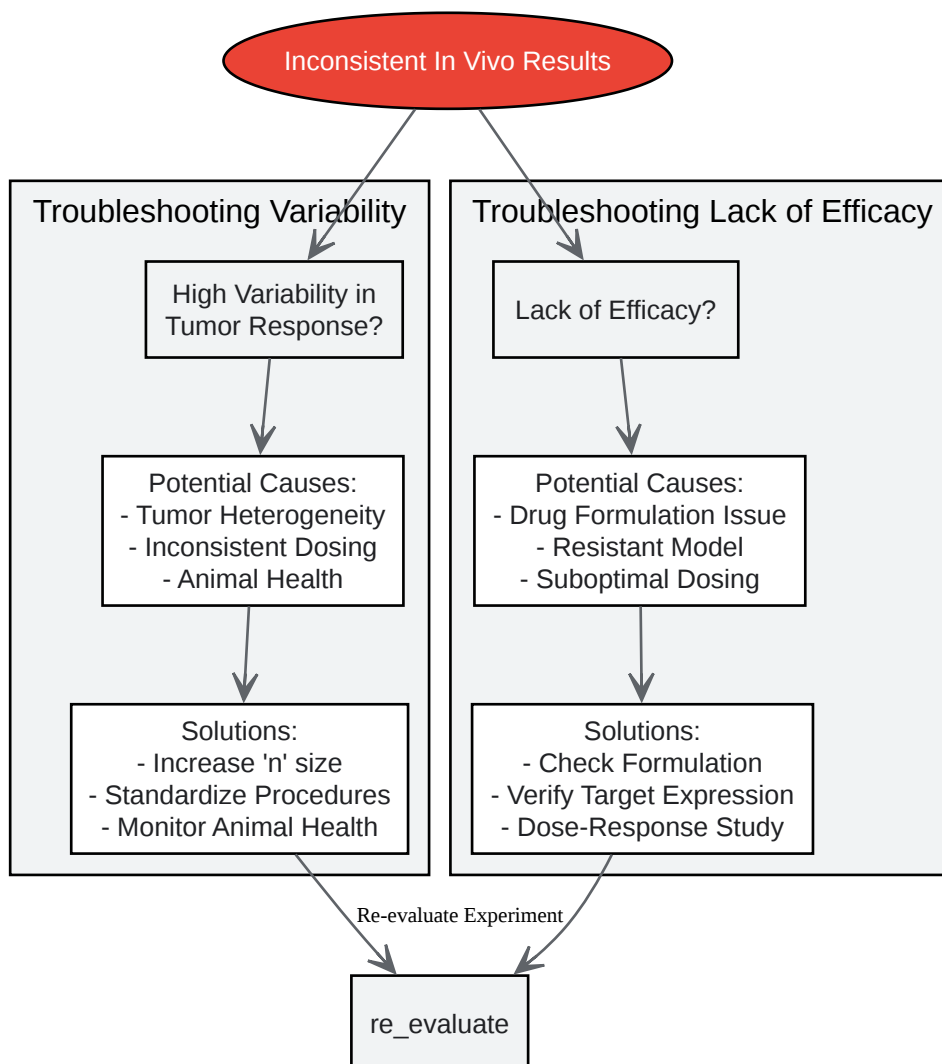 Inconsistent In Vivo Results
Troubleshooting Variability
High Variability in
Tumor Response?
Potential Causes:
- Tumor Heterogeneity
- Inconsistent Dosing
- Animal Health
Solutions:
- Increase 'n' size
- Standardize Procedures
- Monitor Animal Health
Troubleshooting Lack of Efficacy
Lack of Efficacy?
Potential Causes:
- Drug Formulation Issue
- Resistant Model
- Suboptimal Dosing
Solutions:
- Check Formulation
- Verify Target Expression
- Dose-Response Study
Re-evaluate Experiment
re_evaluate